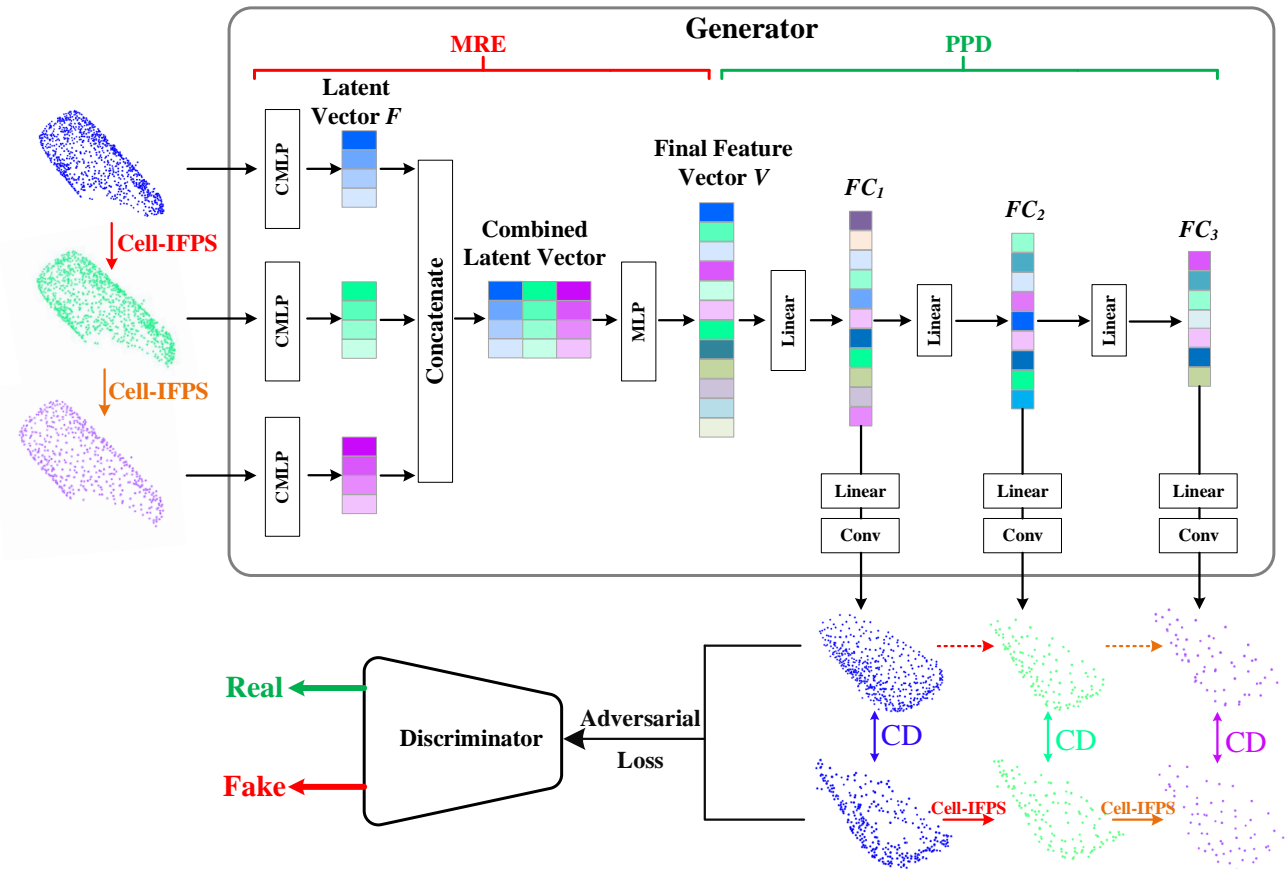 Generator
MRE
PPD
Latent
Vector F
CMLP
Cell-IFPS
CMLP
Cell-IFPS
CMLP
Concatenate
Combined
Latent Vector
MLP
Final Feature
Vector V
Linear
FC1
Linear
FC2
Linear
FC3
Linear
Linear
Linear
Conv
Conv
Conv
Real
Fake
Discriminator
Adversarial
Loss
CD
CD
CD
Cell-IFPS
Cell-IFPS